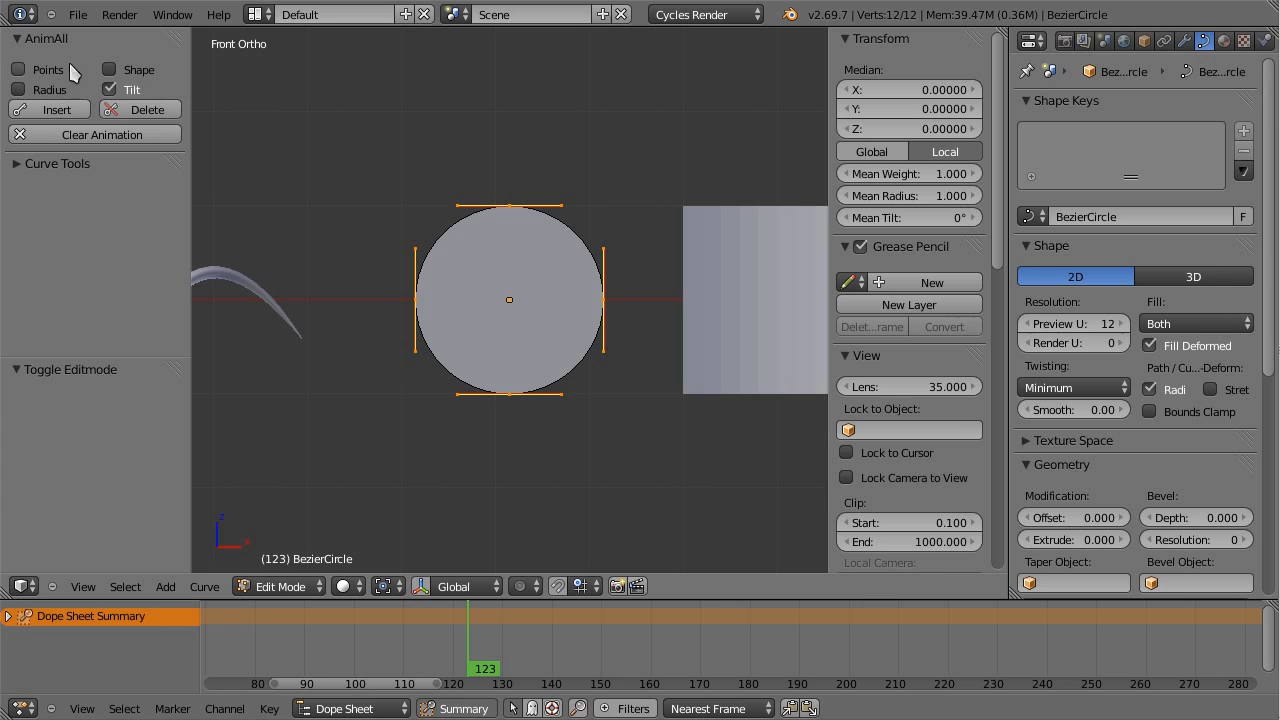 File Render Window Help Default Scene Cycles Render v2.69.7 | Verts:12/12 | Mem:39.47M (0.36M) | BezierCircle
AnimAll
Points Shape
Radius Tilt
Insert Delete
Clear Animation
Curve Tools
Toggle Editmode
Front Ortho
z
x
(123) BezierCircle
Transform
Median:
X: 0.00000
Y: 0.00000
Z: 0.00000
Global Local
Mean Weight: 1.000
Mean Radius: 1.000
Mean Tilt: 0°
Grease Pencil
New
New Layer
Delet...rame Convert
View
Lens: 35.000
Lock to Object:
Lock to Cursor
Lock Camera to View
Clip:
Start: 0.100
End: 1000.000
Local Camera:
Bez...rcle Bez...rcle
Shape Keys
BezierCircle F
Shape
2D 3D
Resolution: Fill:
Preview U: 12 Both
Render U: 0 Fill Deformed
Twisting: Path / Cu...-Deform:
Minimum Radi Stret
Smooth: 0.00 Bounds Clamp
Texture Space
Geometry
Modification: Bevel:
Offset: 0.000 Depth: 0.000
Extrude: 0.000 Resolution: 0
Taper Object: Bevel Object:
View Select Add Curve Edit Mode Global
Dope Sheet Summary
123
80 90 100 110 120 130 140 150 160 170 180 190 200 210 220 230 240 250 260 270 280
View Select Marker Channel Key Dope Sheet Summary Filters Nearest Frame